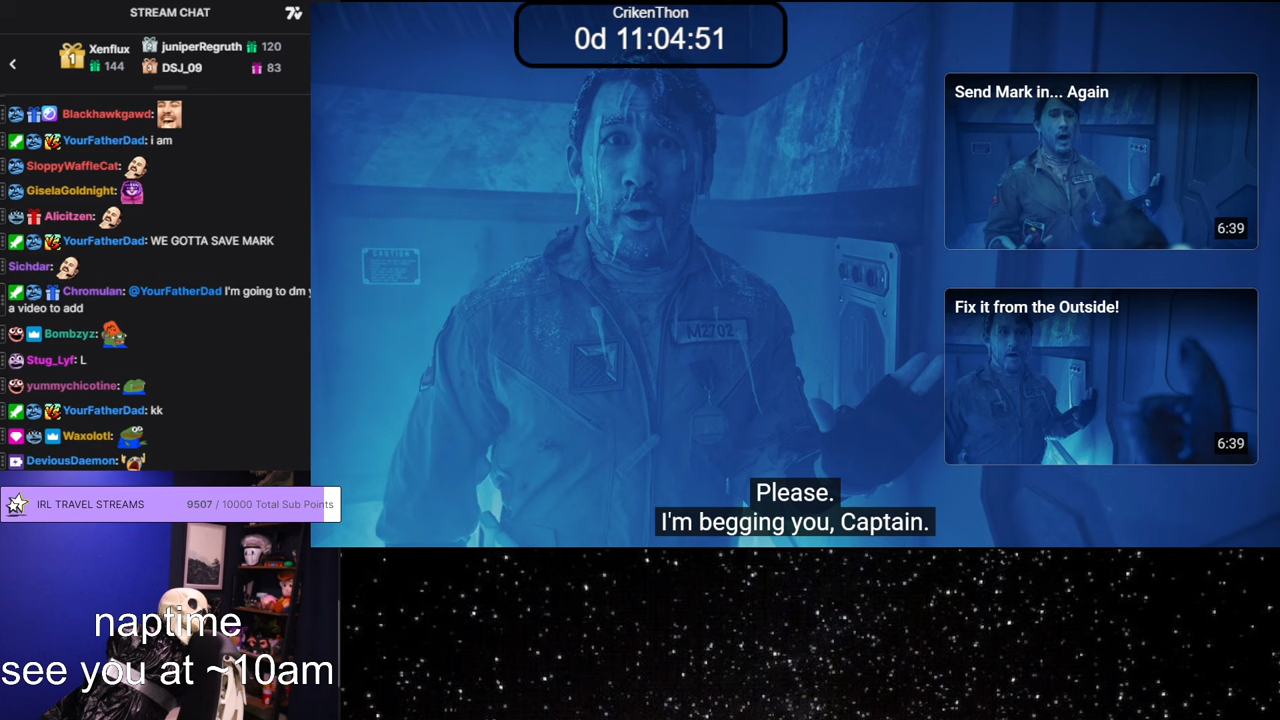 STREAM CHAT
Xenflux
144
juniperRegruth 120
DSJ_09 83
Blackhawkgawd:
YourFatherDad: i am
SloppyWaffleCat:
GiselaGoldnight:
Alicitzen:
YourFatherDad: WE GOTTA SAVE MARK
Sichdar:
Chromulan: @YourFatherDad I'm going to dm y
a video to add
Bombzyz:
Stug_Lyf: L
yummychicotine:
YourFatherDad: kk
Waxolotl:
DeviousDaemon:
IRL TRAVEL STREAMS 9507 / 10000 Total Sub Points
naptime
see you at ~10am
CrikenThon
0d 11:04:51
CAUTION
M2702
Please.
I'm begging you, Captain.
Send Mark in... Again
6:39
Fix it from the Outside!
6:39